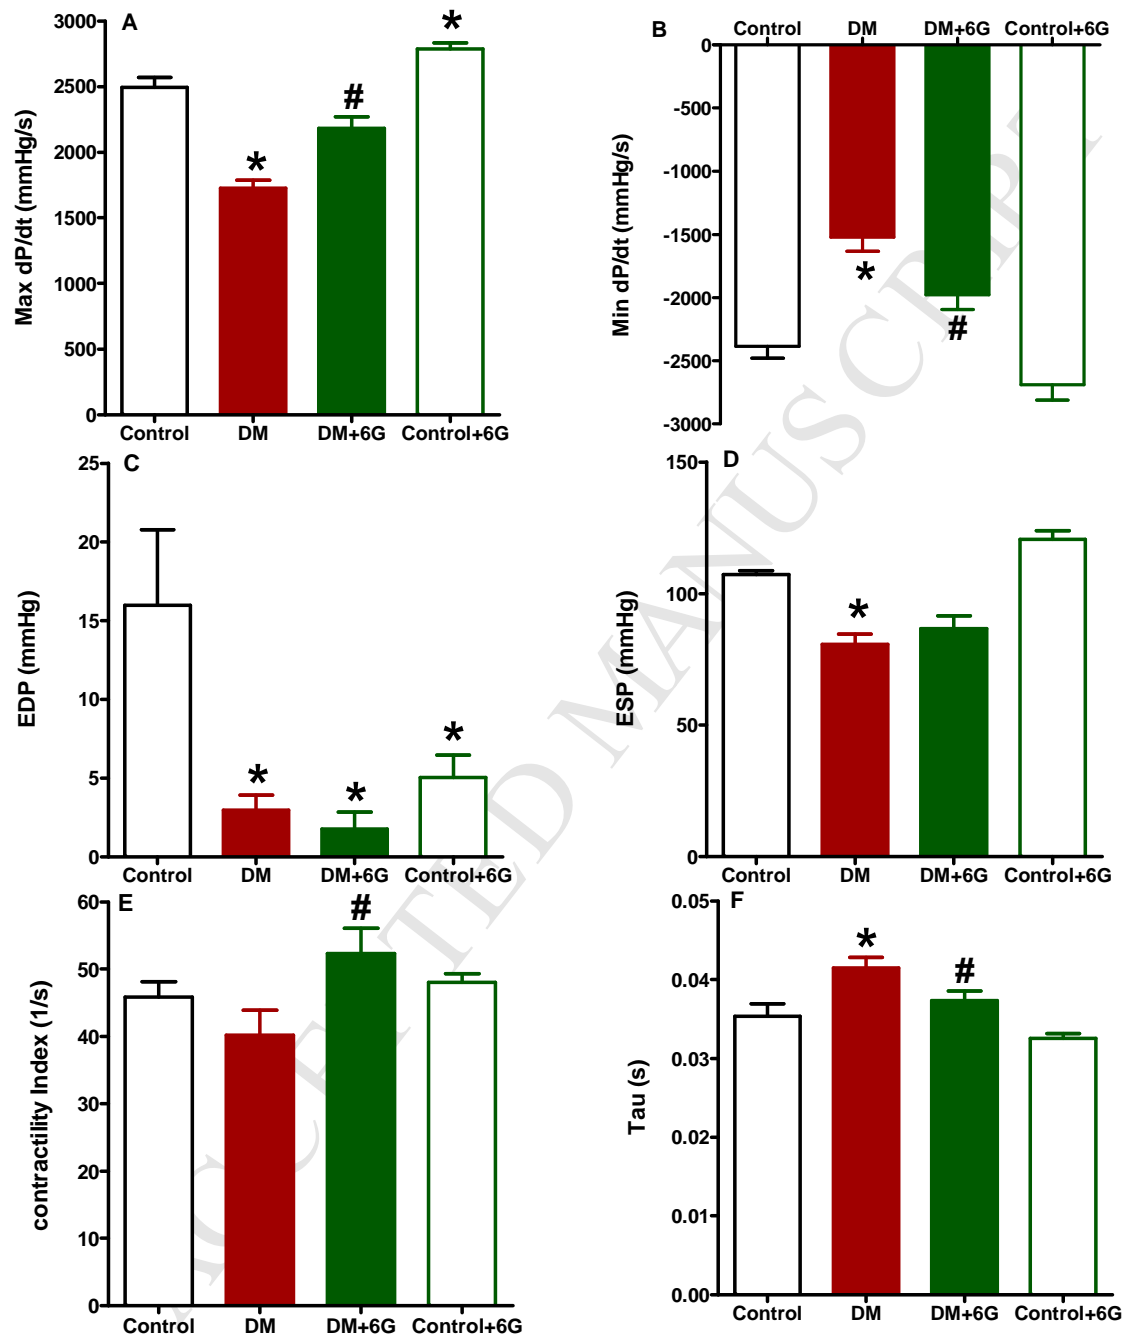 A
Max dP/dt (mmHg/s)
3000
2500
2000
1500
1000
500
0
*
#
*
Control DM DM+6G Control+6G
B
Control DM DM+6G Control+6G
Min dP/dt (mmHg/s)
0
-500
-1000
-1500
-2000
-2500
-3000
*
#
C
EDP (mmHg)
25
20
15
10
5
0
*
*
*
Control DM DM+6G Control+6G
D
ESP (mmHg)
150
100
50
0
*
Control DM DM+6G Control+6G
E
contractility Index (1/s)
60
50
40
30
20
10
0
#
Control DM DM+6G Control+6G
F
Tau (s)
0.05
0.04
0.03
0.02
0.01
0.00
*
#
Control DM DM+6G Control+6G
ACCEPTED MANUSCRIPT